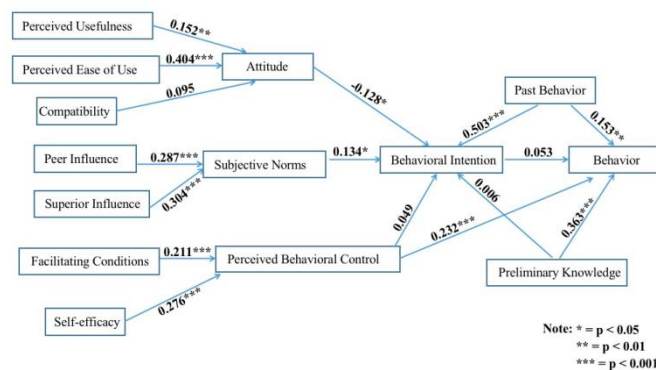 Perceived Usefulness
0.152**
Perceived Ease of Use
0.404***
Attitude
Compatibility
0.095
-0.128*
Past Behavior
0.503***
0.153**
Peer Influence
0.287***
Subjective Norms
0.134*
Behavioral Intention
0.053
Behavior
Superior Influence
0.304***
0.049
0.006
0.232***
0.363***
Facilitating Conditions
0.211***
Perceived Behavioral Control
Preliminary Knowledge
Self-efficacy
0.276***
Note: * = p < 0.05
** = p < 0.01
*** = p < 0.001